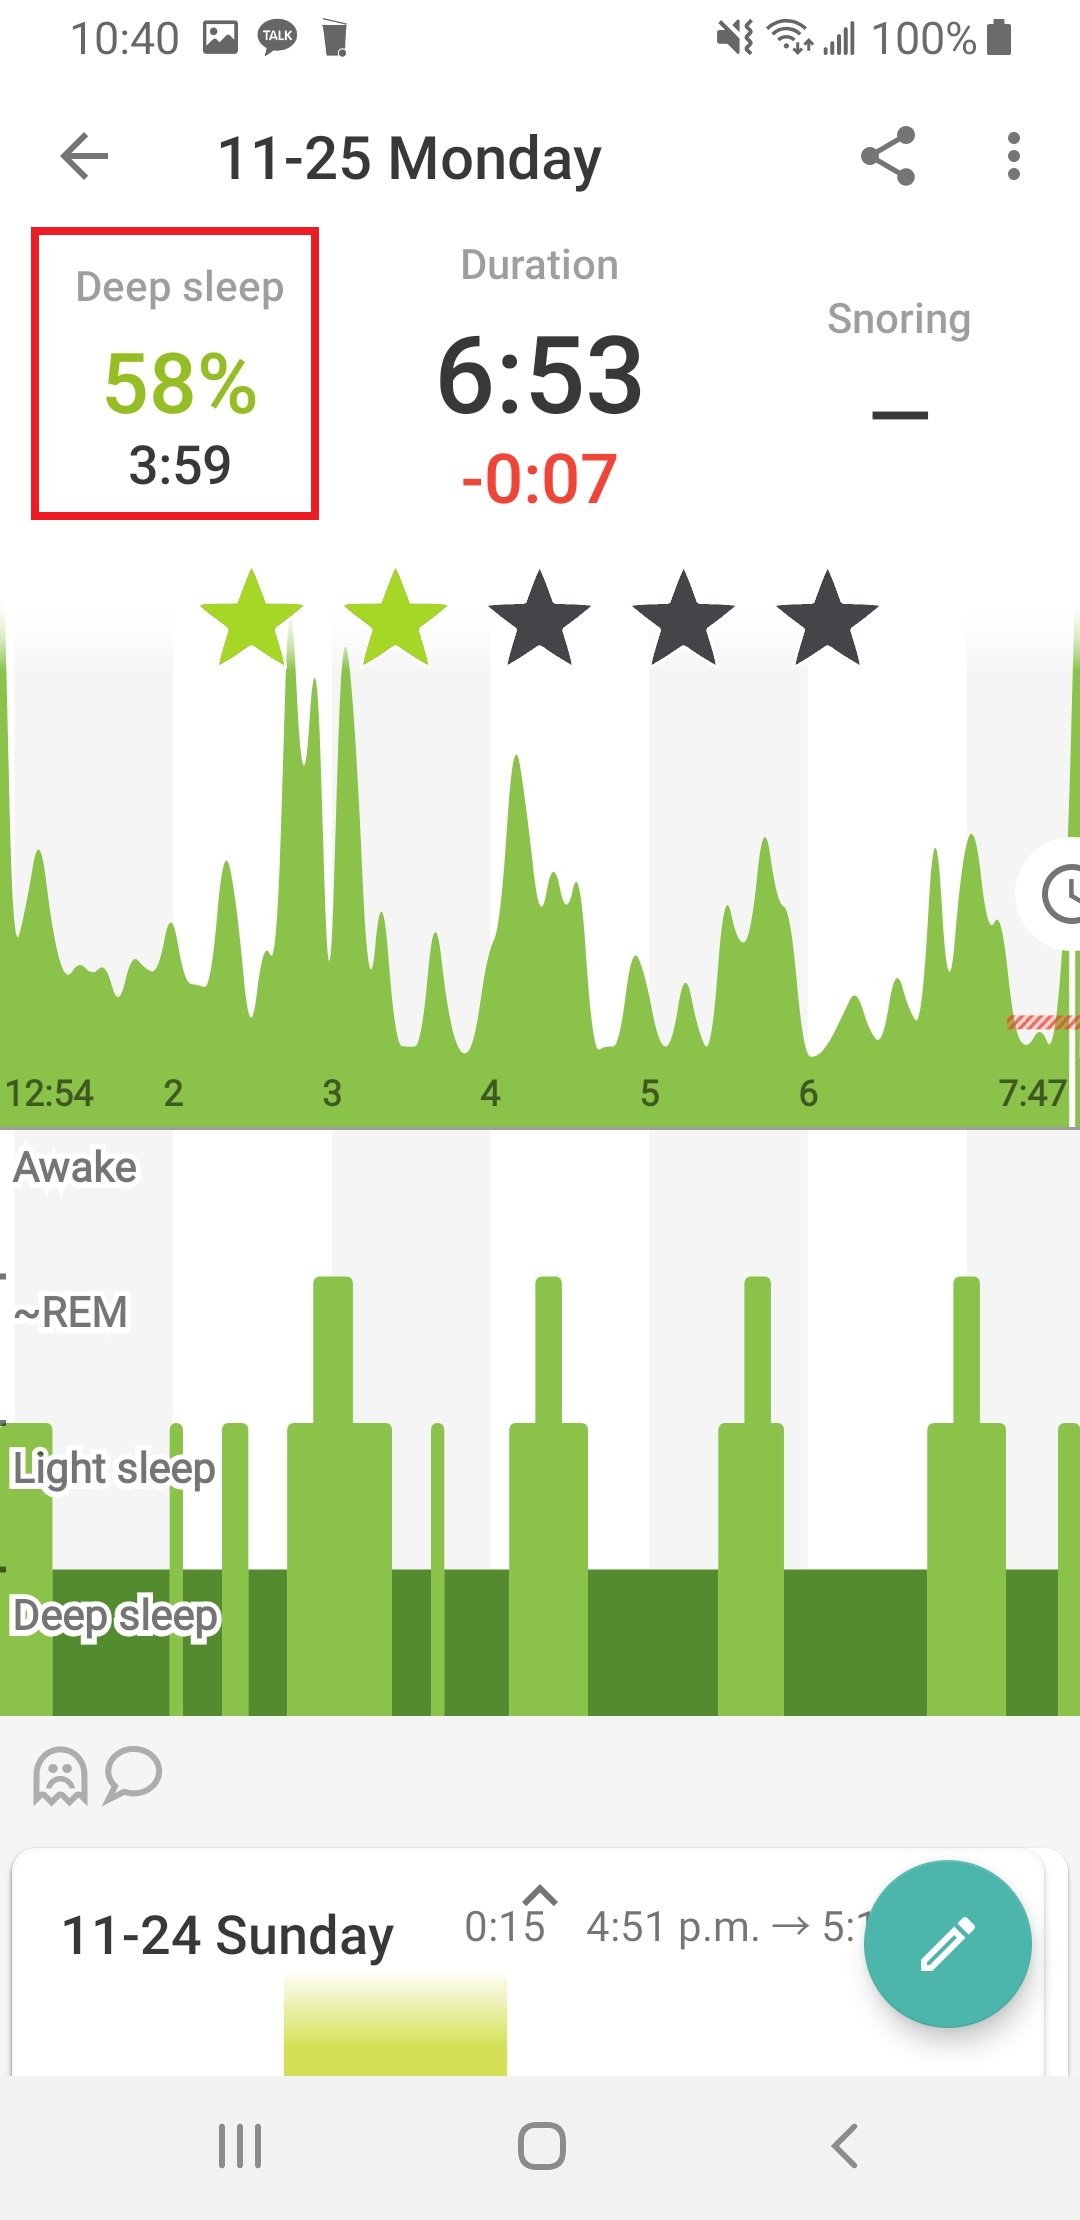 10:40 TALK 100%
11-25 Monday
Deep sleep
58%
3:59
Duration
6:53
-0:07
Snoring
–
12:54 2 3 4 5 6 7:47
Awake
~REM
Light sleep
Deep sleep
11-24 Sunday 0:15 4:51 p.m. → 5:1